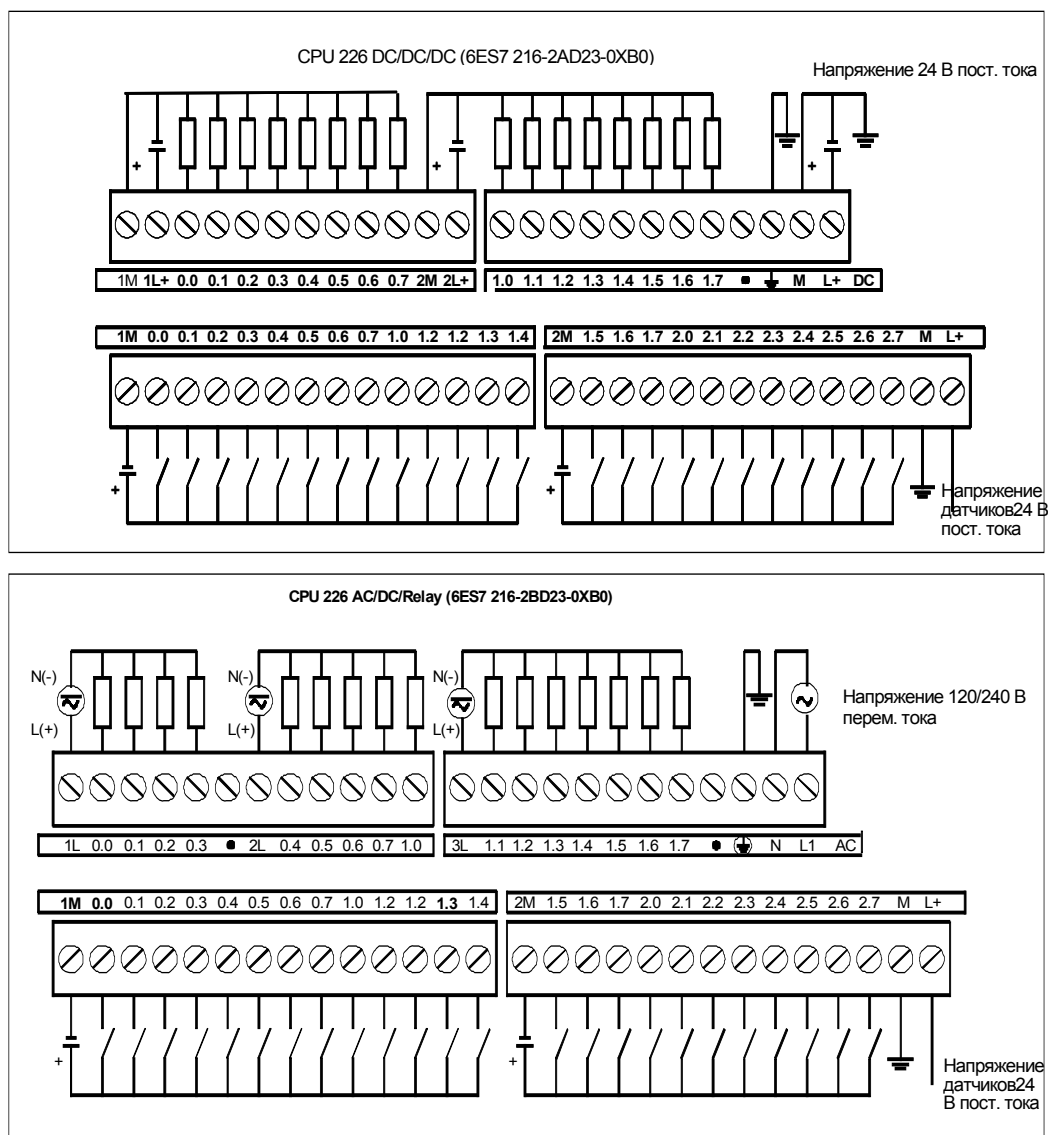 CPU 226 DC/DC/DC (6ES7 216-2AD23-0XB0)
Напряжение 24 В пост. тока
+ + +
1M 1L+ 0.0 0.1 0.2 0.3 0.4 0.5 0.6 0.7 2M 2L+
1.0 1.1 1.2 1.3 1.4 1.5 1.6 1.7 M L+ DC
1M 0.0 0.1 0.2 0.3 0.4 0.5 0.6 0.7 1.0 1.2 1.2 1.3 1.4
2M 1.5 1.6 1.7 2.0 2.1 2.2 2.3 2.4 2.5 2.6 2.7 M L+
+ +
Напряжение
датчиков24 В
пост. тока
CPU 226 AC/DC/Relay (6ES7 216-2BD23-0XB0)
N(-) N(-) N(-)
L(+) L(+) L(+)
Напряжение 120/240 В
перем. тока
1L 0.0 0.1 0.2 0.3 2L 0.4 0.5 0.6 0.7 1.0
3L 1.1 1.2 1.3 1.4 1.5 1.6 1.7 N L1 AC
1M 0.0 0.1 0.2 0.3 0.4 0.5 0.6 0.7 1.0 1.2 1.2 1.3 1.4
2M 1.5 1.6 1.7 2.0 2.1 2.2 2.3 2.4 2.5 2.6 2.7 M L+
+ +
Напряжение
датчиков24
В пост. тока